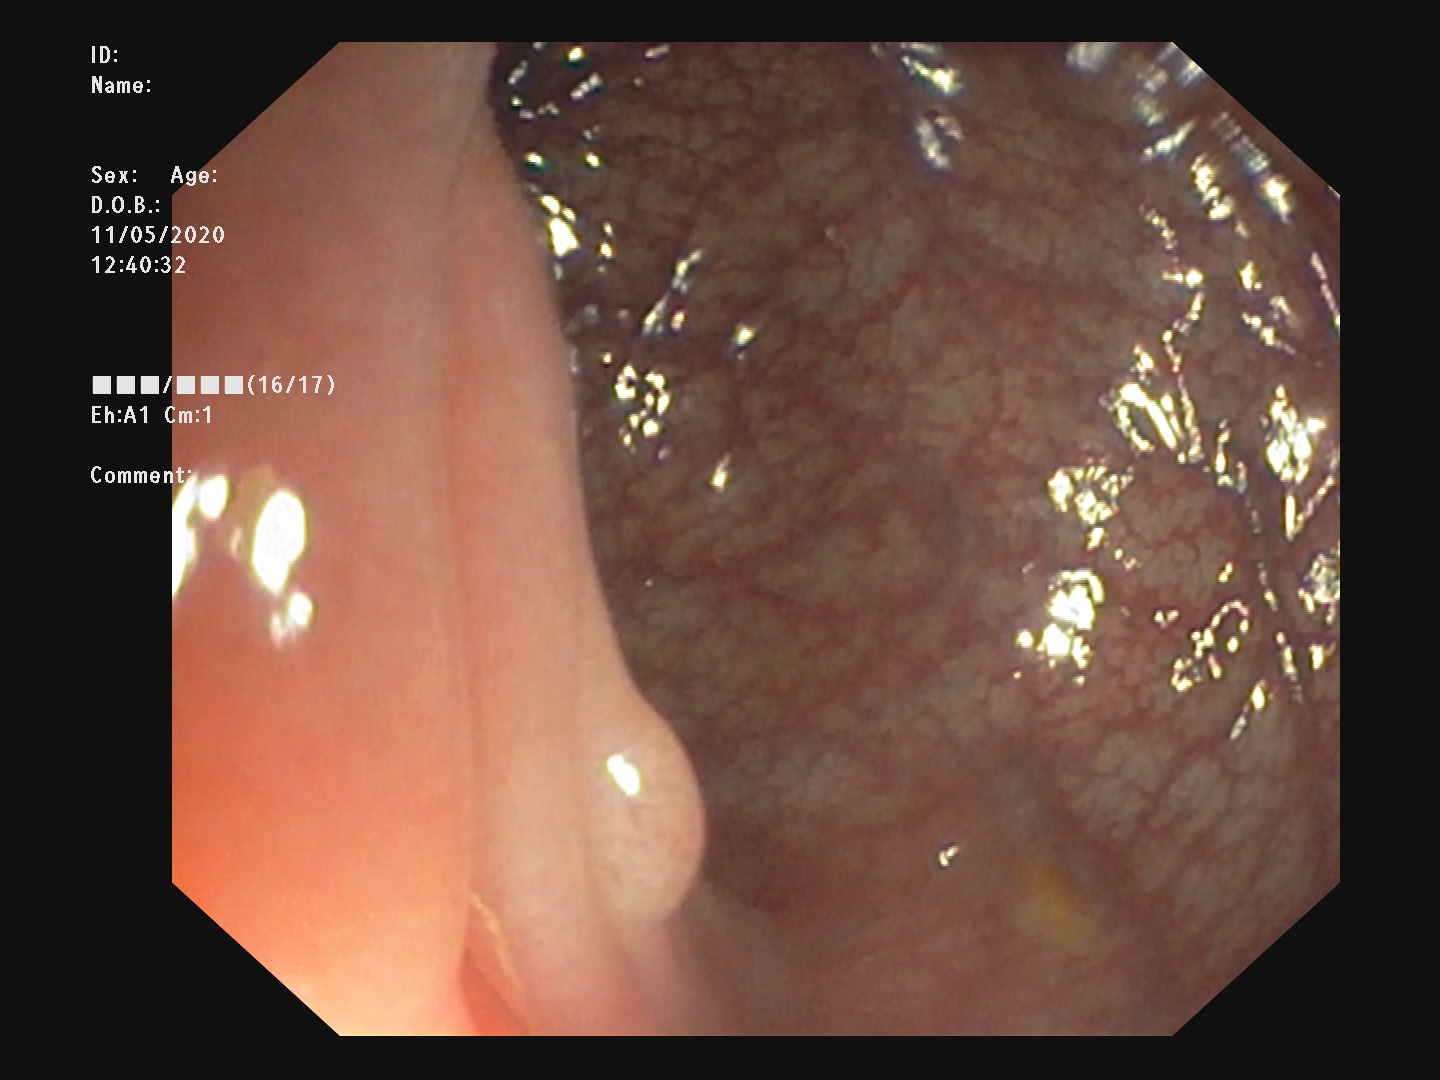 ID:
Name:
Sex: Age:
D.O.B.:
11/05/2020
12:40:32
■■■/■■■(16/17)
Eh:A1 Cm:1
Comment: